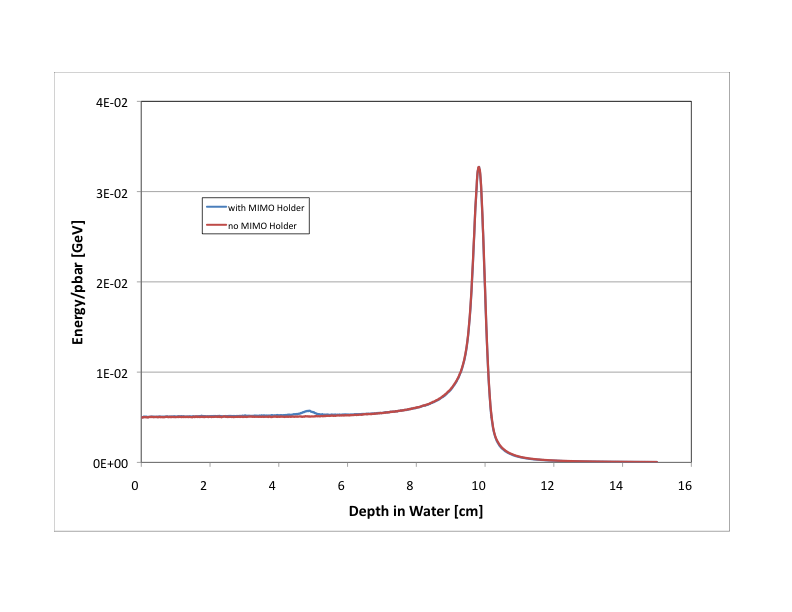 4E-02
3E-02
with MIMO Holder
no MIMO Holder
Energy/pbar [GeV]
2E-02
1E-02
0E+00
0 2 4 6 8 10 12 14 16
Depth in Water [cm]